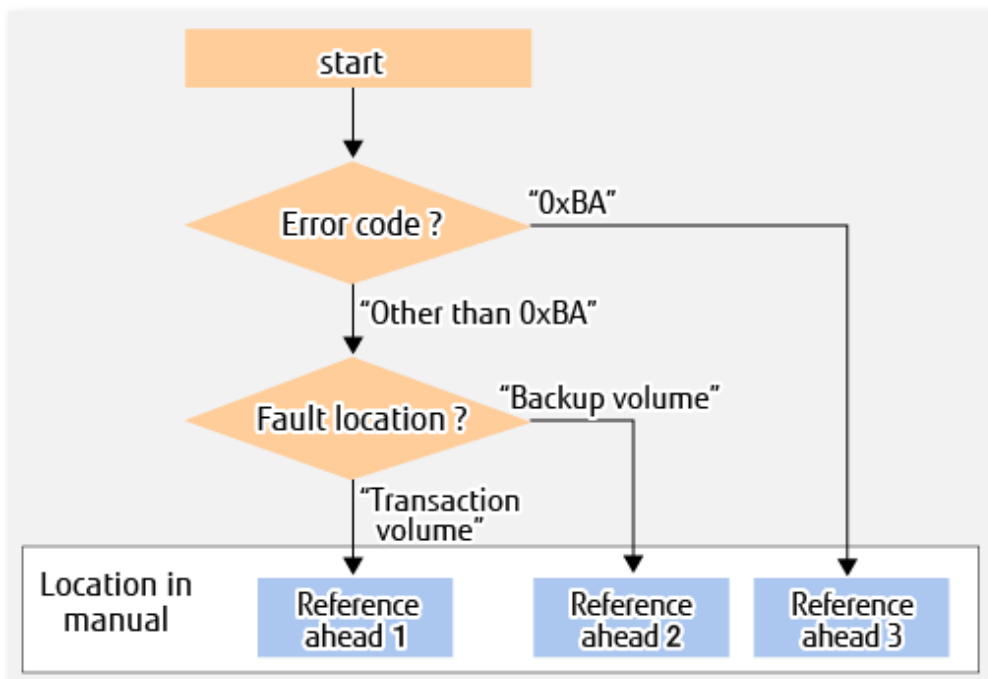 start
Error code ?
“0xBA”
“Other than 0xBA”
Fault location ?
“Backup volume”
“Transaction
volume”
Location in
manual
Reference
ahead 1
Reference
ahead 2
Reference
ahead 3